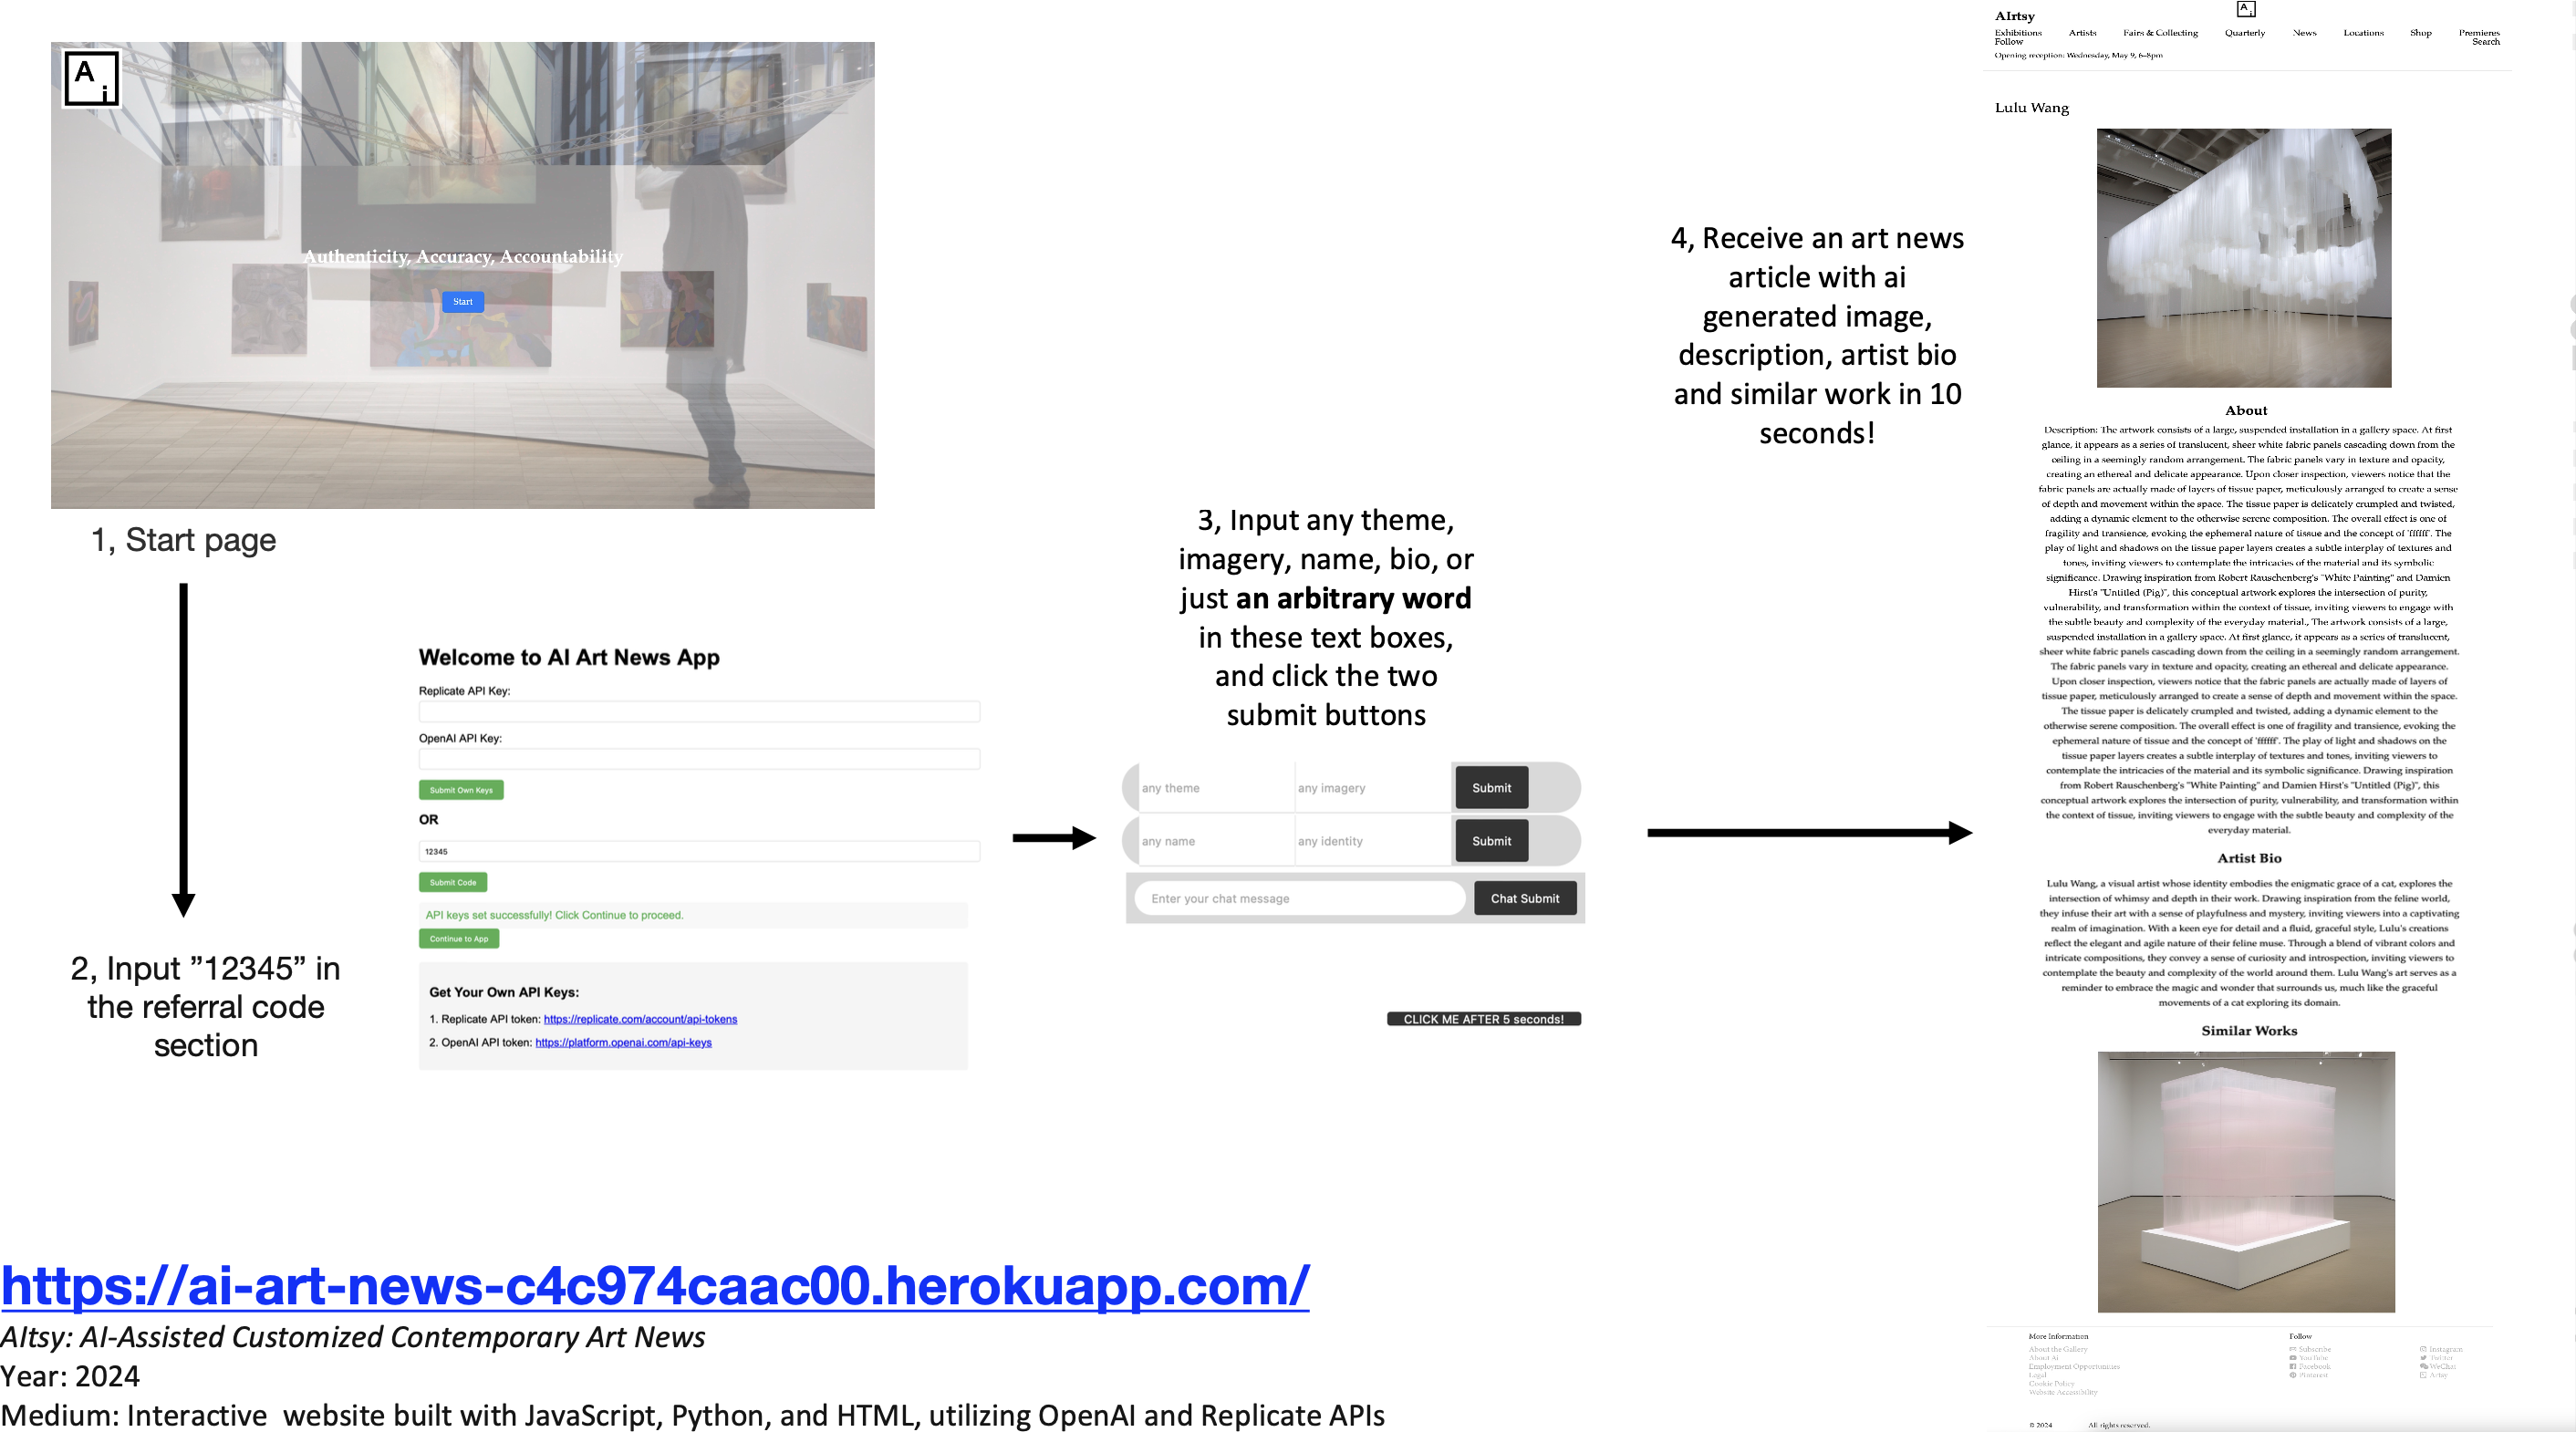 A
i
Authenticity, Accuracy, Accountability
Start
1, Start page
2, Input ”12345” in
the referral code
section
Welcome to AI Art News App
Replicate API Key:
OpenAI API Key:
Submit Own Keys
OR
12345
Submit Code
API keys set successfully! Click Continue to proceed.
Continue to App
Get Your Own API Keys:
1. Replicate API token: https://replicate.com/account/api-tokens
2. OpenAI API token: https://platform.openai.com/api-keys
3, Input any theme,
imagery, name, bio, or
just an arbitrary word
in these text boxes,
and click the two
submit buttons
any theme any imagery Submit
any name any identity Submit
Enter your chat message Chat Submit
CLICK ME AFTER 5 seconds!
4, Receive an art news
article with ai
generated image,
description, artist bio
and similar work in 10
seconds!
A
i
AIrtsy
Exhibitions Artists Fairs & Collecting Quarterly News Locations Shop Premieres
Follow Search
Opening reception: Wednesday, May 9, 6–8pm
Lulu Wang
About
Description: The artwork consists of a large, suspended installation in a gallery space. At first
glance, it appears as a series of translucent, sheer white fabric panels cascading down from the
ceiling in a seemingly random arrangement. The fabric panels vary in texture and opacity,
creating an ethereal and delicate appearance. Upon closer inspection, viewers notice that the
fabric panels are actually made of layers of tissue paper, meticulously arranged to create a sense
of depth and movement within the space. The tissue paper is delicately crumpled and twisted,
adding a dynamic element to the otherwise serene composition. The overall effect is one of
fragility and transience, evoking the ephemeral nature of tissue and the concept of 'ffffff'. The
play of light and shadows on the tissue paper layers creates a subtle interplay of textures and
tones, inviting viewers to contemplate the intricacies of the material and its symbolic
significance. Drawing inspiration from Robert Rauschenberg's "White Painting" and Damien
Hirst's "Untitled (Pig)", this conceptual artwork explores the intersection of purity,
vulnerability, and transformation within the context of tissue, inviting viewers to engage with
the subtle beauty and complexity of the everyday material., The artwork consists of a large,
suspended installation in a gallery space. At first glance, it appears as a series of translucent,
sheer white fabric panels cascading down from the ceiling in a seemingly random arrangement.
The fabric panels vary in texture and opacity, creating an ethereal and delicate appearance.
Upon closer inspection, viewers notice that the fabric panels are actually made of layers of
tissue paper, meticulously arranged to create a sense of depth and movement within the space.
The tissue paper is delicately crumpled and twisted, adding a dynamic element to the
otherwise serene composition. The overall effect is one of fragility and transience, evoking the
ephemeral nature of tissue and the concept of 'ffffff'. The play of light and shadows on the
tissue paper layers creates a subtle interplay of textures and tones, inviting viewers to
contemplate the intricacies of the material and its symbolic significance. Drawing inspiration
from Robert Rauschenberg's "White Painting" and Damien Hirst's "Untitled (Pig)", this
conceptual artwork explores the intersection of purity, vulnerability, and transformation within
the context of tissue, inviting viewers to engage with the subtle beauty and complexity of the
everyday material.
Artist Bio
Lulu Wang, a visual artist whose identity embodies the enigmatic grace of a cat, explores the
intersection of whimsy and depth in their work. Drawing inspiration from the feline world,
they infuse their art with a sense of playfulness and mystery, inviting viewers into a captivating
realm of imagination. With a keen eye for detail and a fluid, graceful style, Lulu's creations
reflect the elegant and agile nature of their feline muse. Through a blend of vibrant colors and
intricate compositions, they convey a sense of curiosity and introspection, inviting viewers to
contemplate the beauty and complexity of the world around them. Lulu Wang's art serves as a
reminder to embrace the magic and wonder that surrounds us, much like the graceful
movements of a cat exploring its domain.
Similar Works
More Information Follow
About the Gallery Subscribe Instagram
About Ai YouTube Twitter
Employment Opportunities Facebook WeChat
Legal Pinterest Artsy
Cookie Policy
Website Accessibility
© 2024 All rights reserved.
https://ai-art-news-c4c974caac00.herokuapp.com/
AItsy: AI-Assisted Customized Contemporary Art News
Year: 2024
Medium: Interactive  website built with JavaScript, Python, and HTML, utilizing OpenAI and Replicate APIs